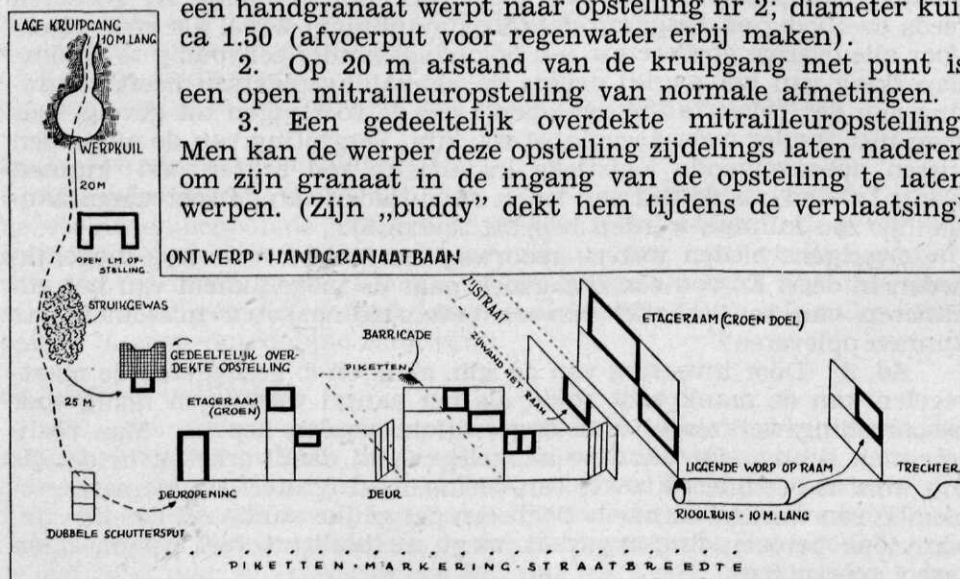 een handgranaat werpt naar opstelling nr 2; diameter kuil
ca 1.50 (afvoerput voor regenwater erbij maken).
2. Op 20 m afstand van de kruipgang met punt is
een open mitrailleuropstelling van normale afmetingen.
3. Een gedeeltelijk overdekte mitrailleuropstelling.
Men kan de werper deze opstelling zijdelings laten naderen
om zijn granaat in de ingang van de opstelling te laten
werpen. (Zijn „buddy” dekt hem tijdens de verplaatsing)
LAGE KRUIPGANG
40 M. LANG
WERPKUIL
20 M
OPEN LMG.OP-
STELLING
STRUIKGEWAS
25 M.
DUBBELE SCHUTTERSPUT
ONTWERP - HANDGRANAATBAAN
GEDEELTELIJK OVER-
DEKTE OPSTELLING
ETAGERAAM
(GROEN)
DEUROPENING
PIKETTEN
BARRICADE
DEUR
ZIJSTRAAT
TUINVAND MET
RAAM
ETAGERAAM (ROEN DOEL)
LIGGENDE WORP OP RAAM
RIOOLBUIS - 10 M. LANG
TRECHTER.
PIKETTEN - MARKERING - STRAATBREEDTE